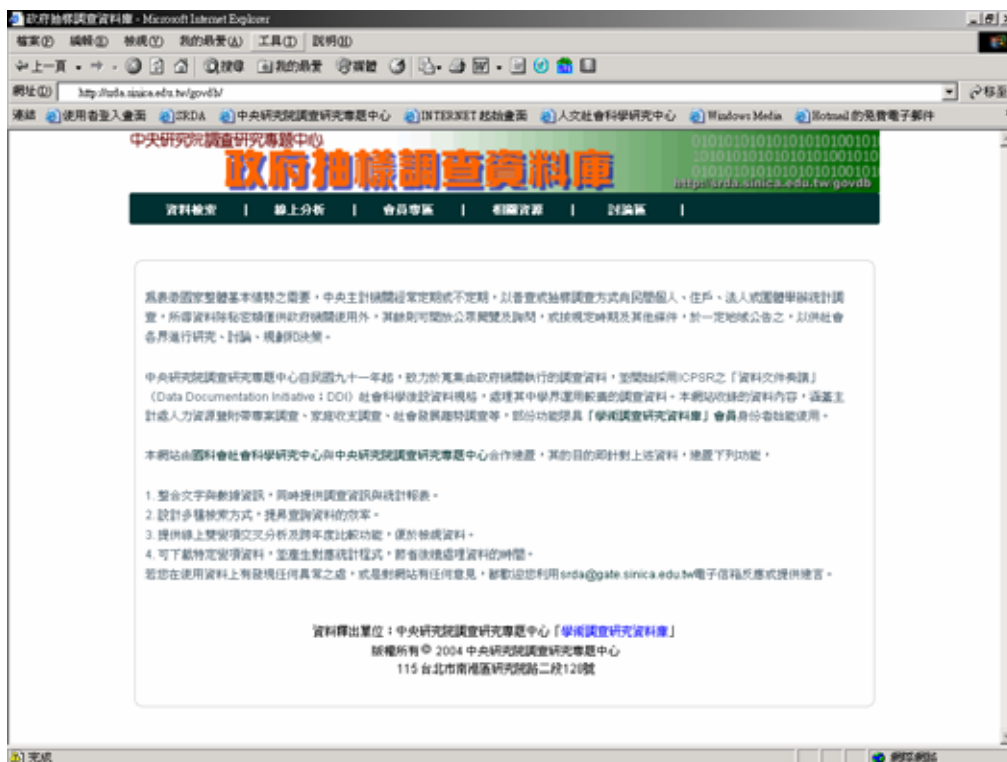 政府抽樣調查資料庫 - Microsoft Internet Explorer
檔案(F) 編輯(E) 檢視(V) 我的最愛(A) 工具(T) 說明(H)
上一頁 搜尋 我的最愛 媒體
網址(D) http://srda.sinica.edu.tw/govdb/ 移至
連結 使用者登入畫面 SRDA 中央研究院調查研究專題中心 INTERNET 起始畫面 人文社會科學研究中心 Windows Media Hotmail 的免費電子郵件
中央研究院調查研究專題中心
政府抽樣調查資料庫
http://srda.sinica.edu.tw/govdb
資料檢索 | 線上分析 | 會員專區 | 相關資源 | 討論區 |
為表徵國家整體基本情勢之需要，中央主計機關經常定期或不定期，以普查或抽樣調查方式向民間個人、住戶、法人或團體舉辦統計調
查，所得資料除秘密類僅供政府機關使用外，其餘則可開放公眾閱覽及詢問，或按規定時期及其他條件，於一定地域公告之，以供社會
各界進行研究、討論、規劃和決策。
中央研究院調查研究專題中心自民國九十一年起，致力於蒐集由政府機關執行的調查資料，並開始採用ICPSR之「資料文件倡議」
（Data Documentation Initiative；DDI）社會科學後設資料規格，處理其中學界運用較廣的調查資料。本網站收錄的資料內容，涵蓋主
計處人力資源暨附帶專案調查、家庭收支調查、社會發展趨勢調查等，部份功能限具「學術調查研究資料庫」會員身份者始能使用。
本網站由國科會社會科學研究中心與中央研究院調查研究專題中心合作建置，其的目的即針對上述資料，建置下列功能，
1. 整合文字與數據資訊，同時提供調查資訊與統計報表。
2. 設計多種檢索方式，提昇查詢資料的效率。
3. 提供線上雙變項交叉分析及跨年度比較功能，便於檢視資料。
4. 可下載特定變項資料，並產生對應統計程式，節省後續處理資料的時間。
若您在使用資料上有發現任何異常之處，或是對網站有任何意見，都歡迎您利用srda@gate.sinica.edu.tw電子信箱反應或提供建言。
資料釋出單位：中央研究院調查研究專題中心「學術調查研究資料庫」
版權所有© 2004 中央研究院調查研究專題中心
115 台北市南港區研究院路二段128號
完成 網際網路